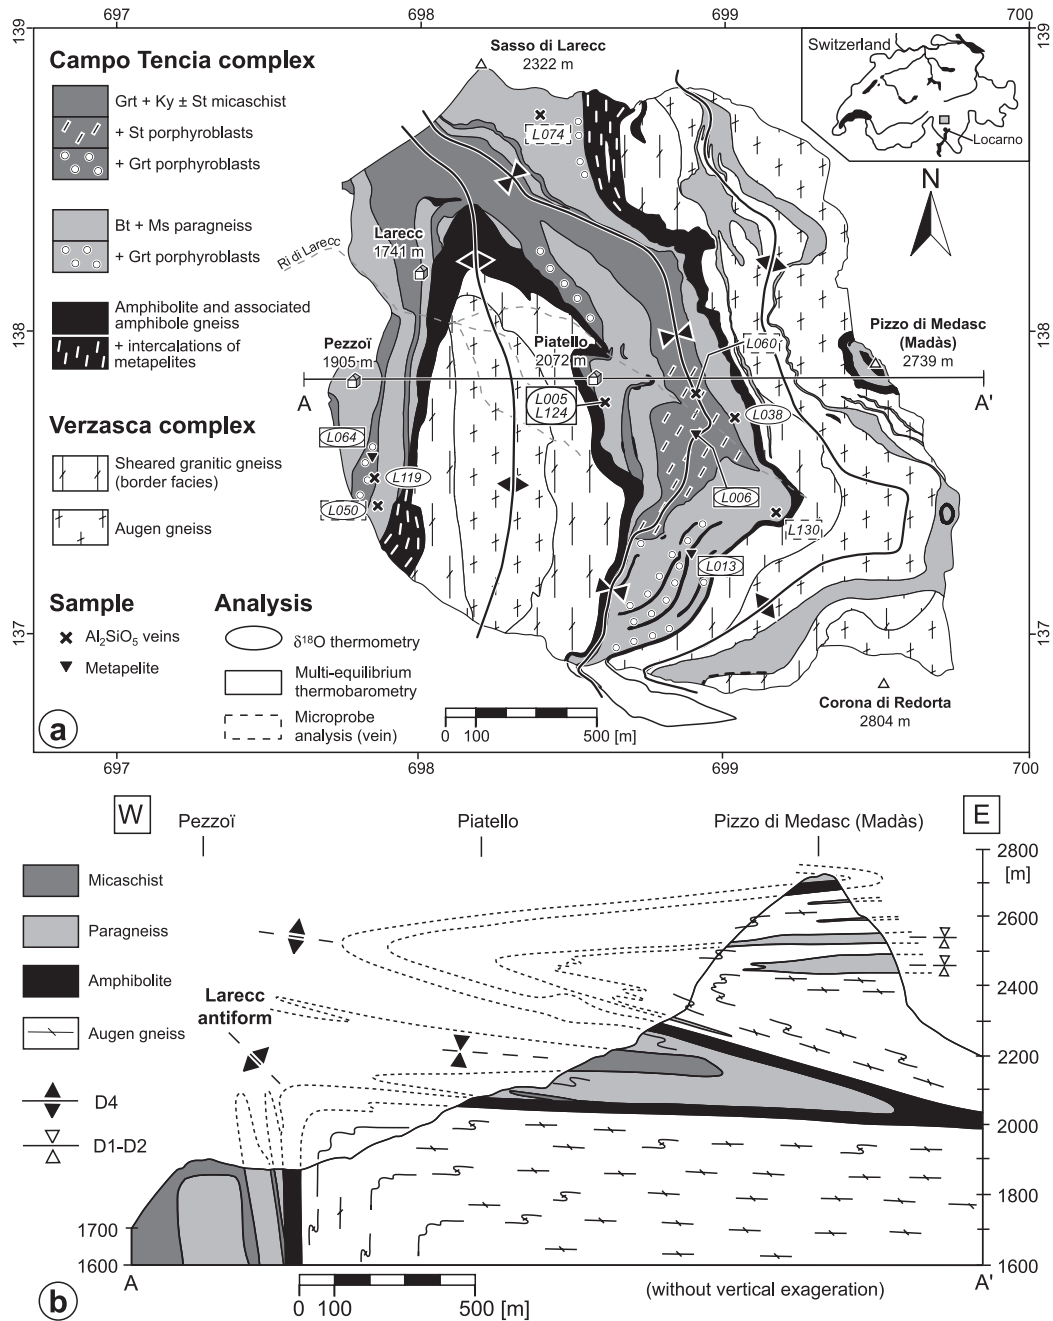 697 698 699 700
139 139
Campo Tencia complex
Grt + Ky ± St micaschist
+ St porphyroblasts
+ Grt porphyroblasts
Bt + Ms paragneiss
+ Grt porphyroblasts
Amphibolite and associated
amphibole gneiss
+ intercalations of
metapelites
Verzasca complex
Sheared granitic gneiss
(border facies)
Augen gneiss
Sample
Al2SiO5 veins
Metapelite
Analysis
δ18O thermometry
Multi-equilibrium
thermobarometry
Microprobe
analysis (vein)
Sasso di Larecc
2322 m
Switzerland
Locarno
N
L074
Larecc
1741 m
Ri di Larecc
138 138
Pezzoï
1905 m
Piatello
2072 m
L060
Pizzo di Medasc
(Madàs)
2739 m
A A'
L005
L124
L038
L064
L119
L050
L006
L130
L013
137 137
Corona di Redorta
2804 m
0 100 500 [m]
a
697 698 699 700
W Pezzoï Piatello Pizzo di Medasc (Madàs) E
Micaschist
Paragneiss
Amphibolite
Augen gneiss
D4
D1-D2
Larecc
antiform
2800
[m]
2600
2400
2200
2000
1800
1600
1700
1600
A A'
0 100 500 [m]
(without vertical exageration)
b